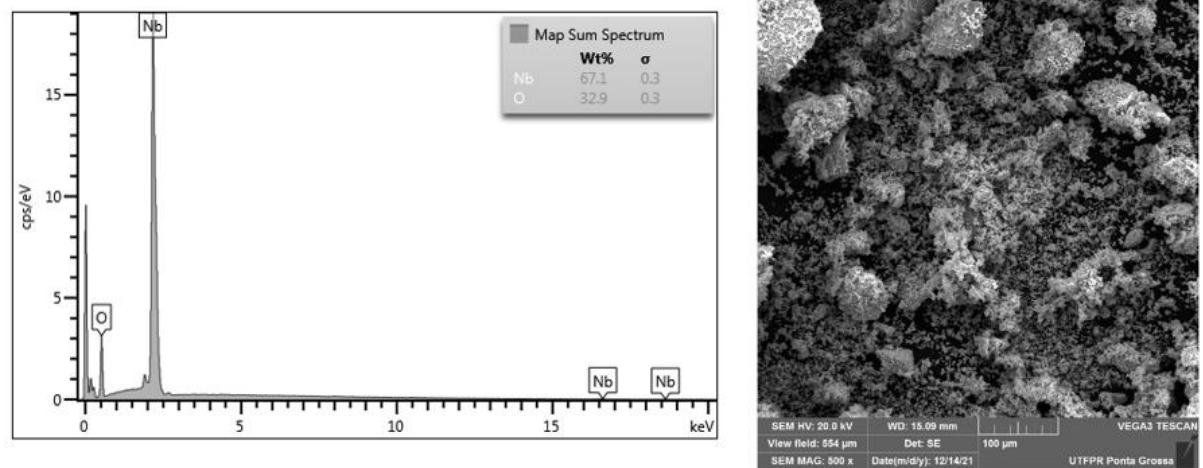 Nb
Map Sum Spectrum
Wt% σ
Nb 67.1 0.3
O 32.9 0.3
15
10
5
0
cps/eV
O
Nb
Nb
0 5 10 15 keV
SEM HV: 20.0 kV WD: 15.09 mm VEGA3 TESCAN
View field: 554 µm Det: SE 100 µm
SEM MAG: 500 x Date(m/d/y): 12/14/21 UTFPR Ponta Grossa